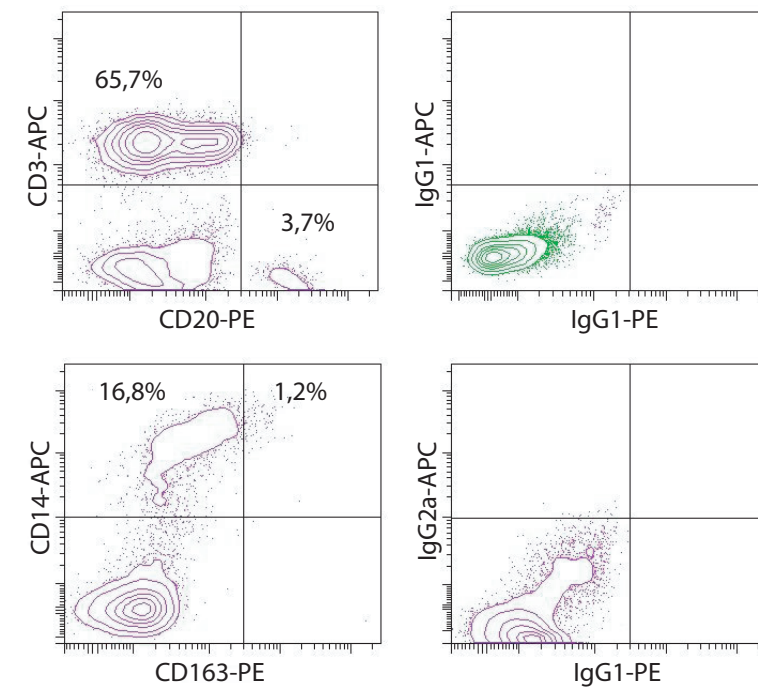 65,7%
3,7%
CD3-APC
CD20-PE
IgG1-APC
IgG1-PE
16,8%
1,2%
CD14-APC
CD163-PE
IgG2a-APC
IgG1-PE